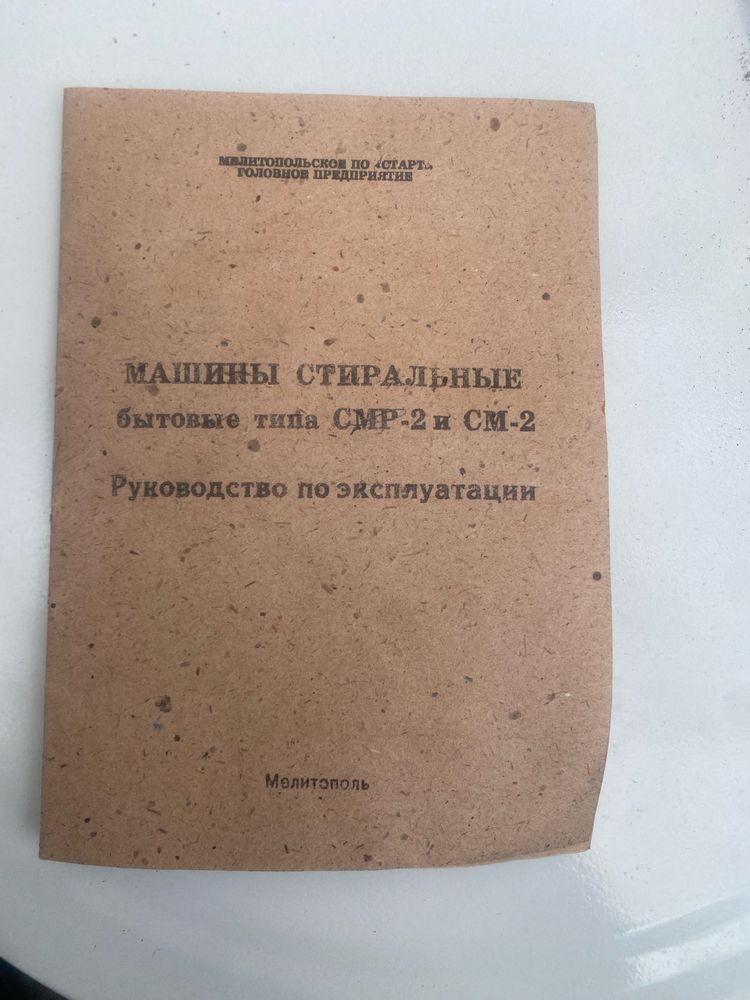 МЕЛИТОПОЛЬСКОЕ ПО «СТАРТ»
ГОЛОВНОЕ ПРЕДПРИЯТИЕ
МАШИНЫ СТИРАЛЬНЫЕ
бытовые типа СМР-2 и СМ-2
Руководство по эксплуатации
Мелитополь